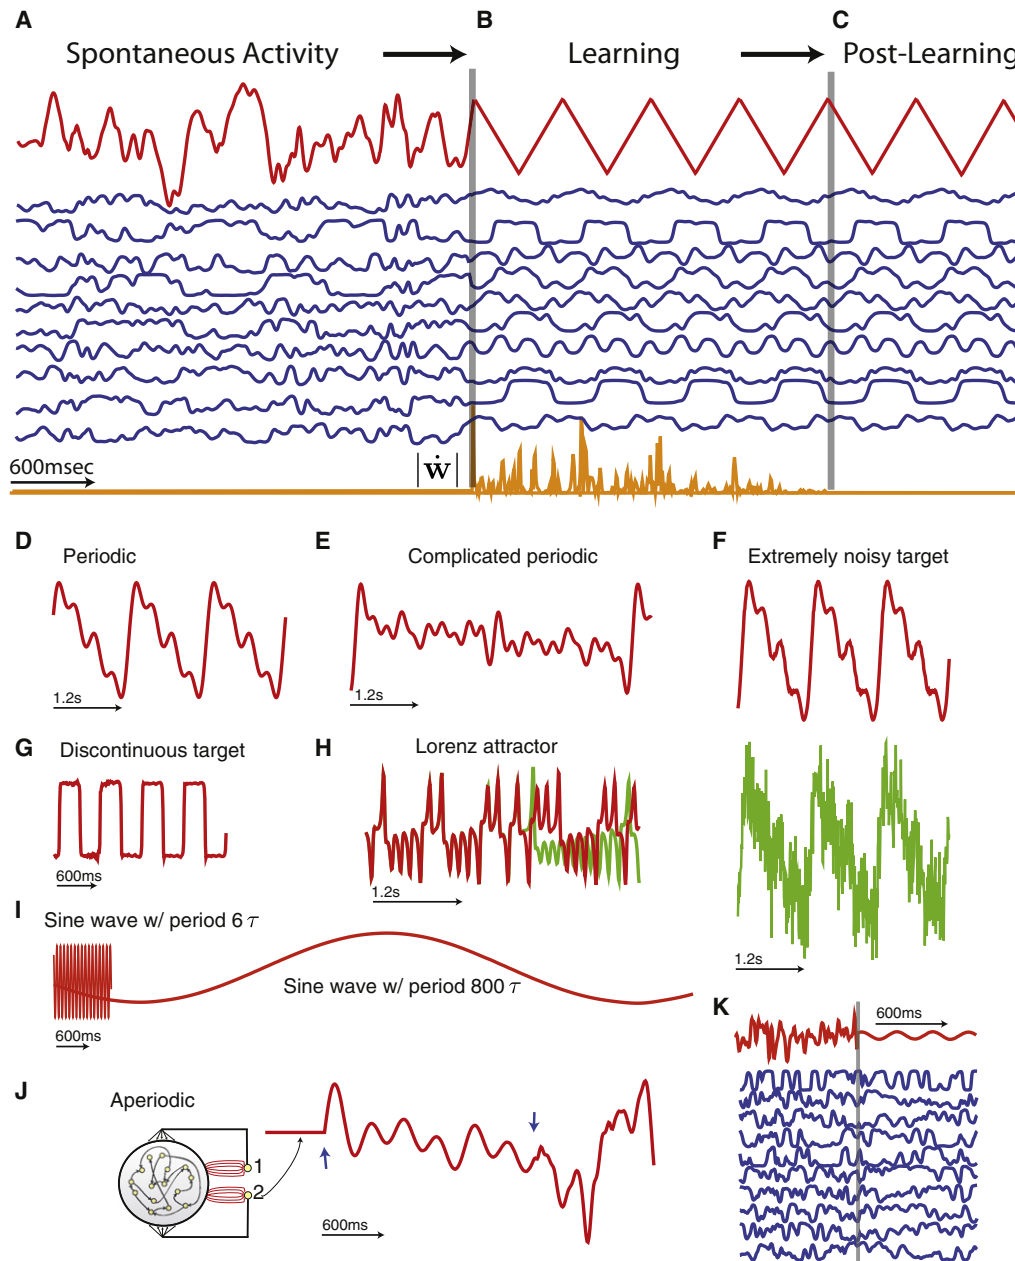 A
B
C
Spontaneous Activity
Learning
Post-Learning
600msec
|ẇ|
D
Periodic
1.2s
E
Complicated periodic
1.2s
F
Extremely noisy target
1.2s
G
Discontinuous target
600ms
H
Lorenz attractor
1.2s
I
Sine wave w/ period 6 τ
Sine wave w/ period 800 τ
600ms
J
Aperiodic
1
2
600ms
K
600ms